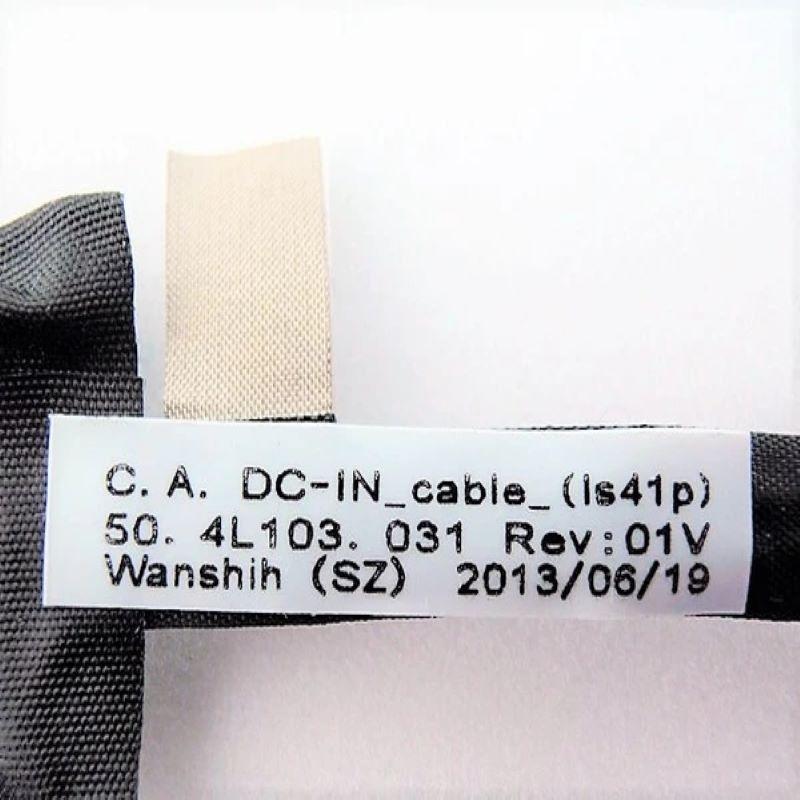 C. A. DC-IN_cable_(ls41p)
50. 4L103. 031 Rev:01V
Wanshih (SZ) 2013/06/19